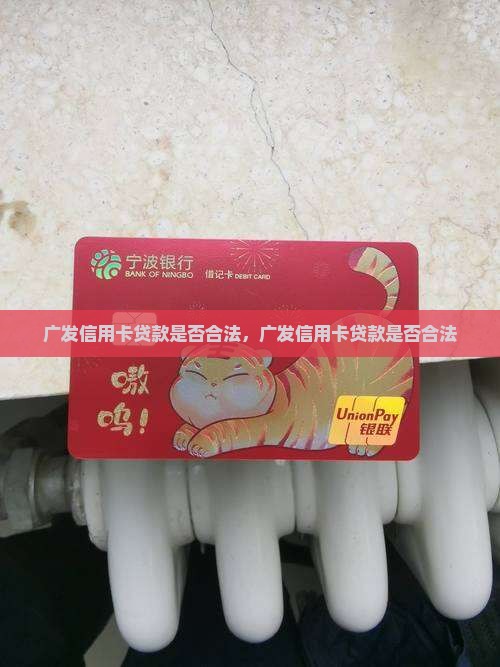 宁波银行
BANK OF NINGBO
借记卡 DEBIT CARD
广发信用卡贷款是否合法，广发信用卡贷款是否合法
嗷
呜!
UnionPay
银联